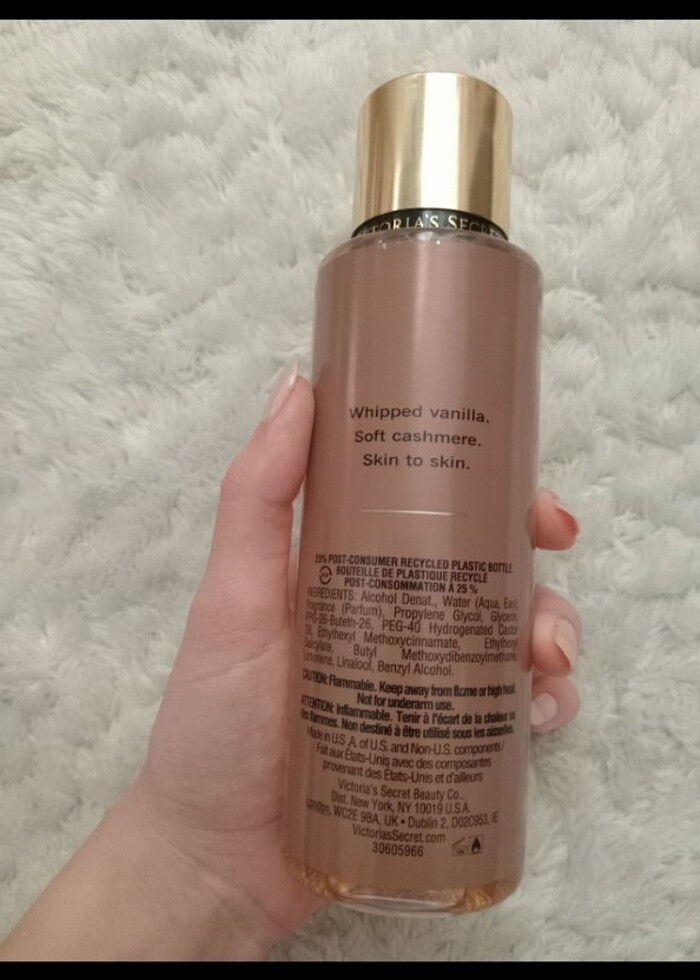 VICTORIA'S SECRET
Whipped vanilla.
Soft cashmere.
Skin to skin.
25% POST-CONSUMER RECYCLED PLASTIC BOTTLE
BOUTEILLE DE PLASTIQUE RECYCLÉ
POST-CONSOMMATION À 25 %
INGREDIENTS: Alcohol Denat., Water (Aqua, Eau),
Fragrance (Parfum), Propylene Glycol, Glycerin,
PPG-26-Buteth-26, PEG-40 Hydrogenated Castor
Oil, Ethylhexyl Methoxycinnamate, Ethylhexyl
Salicylate, Butyl Methoxydibenzoylmethane,
Limonene, Linalool, Benzyl Alcohol.
CAUTION: Flammable. Keep away from flame or high heat.
Not for underarm use.
ATTENTION: Inflammable. Tenir à l'écart de la chaleur ou
des flammes. Non destiné à être utilisé sous les aisselles.
Made in U.S.A. of U.S. and Non-U.S. components/
Fait aux États-Unis avec des composantes
provenant des États-Unis et d'ailleurs
Victoria's Secret Beauty Co.,
Dist. New York, NY 10019 U.S.A.
London, WC2E 9BA, UK • Dublin 2, D02C953, IE
VictoriasSecret.com
30605966